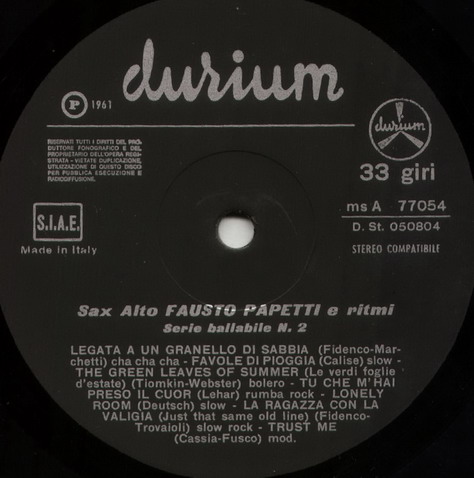 durium
P 1961
RISERVATI TUTTI I DIRITTI DEL PRO-
DUTTORE FONOGRAFICO E DEL
PROPRIETARIO DELL'OPERA REGI-
STRATA - VIETATE DUPLICAZIONE,
UTILIZZAZIONE DI QUESTO DISCO
PER PUBBLICA ESECUZIONE E
RADIODIFFUSIONE.
durium
33 giri
ms A 77054
D. St. 050804
STEREO COMPATIBILE
S.I.A.E.
Made in Italy
Sax Alto FAUSTO PAPETTI e ritmi
Serie ballabile N. 2
LEGATA A UN GRANELLO DI SABBIA (Fidenco-Mar-
chetti) cha cha cha - FAVOLE DI PIOGGIA (Calise) slow -
THE GREEN LEAVES OF SUMMER (Le verdi foglie
d'estate) (Tiomkin-Webster) bolero - TU CHE M'HAI
PRESO IL CUOR (Lehar) rumba rock - LONELY
ROOM (Deutsch) slow - LA RAGAZZA CON LA
VALIGIA (Just that same old line) (Fidenco-
Trovaioli) slow rock - TRUST ME
(Cassia-Fusco) mod.